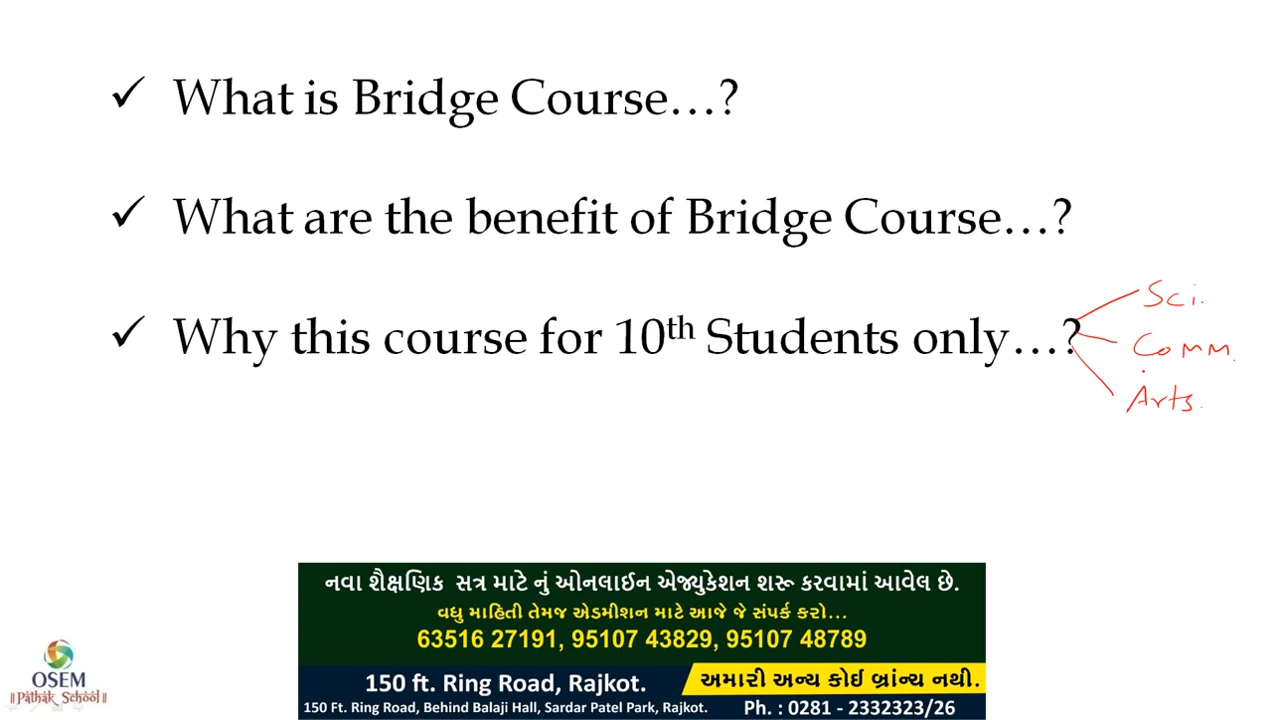 ✓ What is Bridge Course…?
✓ What are the benefit of Bridge Course…?
✓ Why this course for 10th Students only…?
Sci.
Comm.
Arts.
નવા શૈક્ષણિક સત્ર માટે નું ઓનલાઈન એજ્યુકેશન શરૂ કરવામાં આવેલ છે.
વધુ માહિતી તેમજ એડમીશન માટે આજે જે સંપર્ક કરો...
63516 27191, 95107 43829, 95107 48789
150 ft. Ring Road, Rajkot.
અમારી અન્ય કોઈ બ્રાંન્ચ નથી.
150 Ft. Ring Road, Behind Balaji Hall, Sardar Patel Park, Rajkot.
Ph. : 0281 - 2332323/26
OSEM
॥Pathak School॥